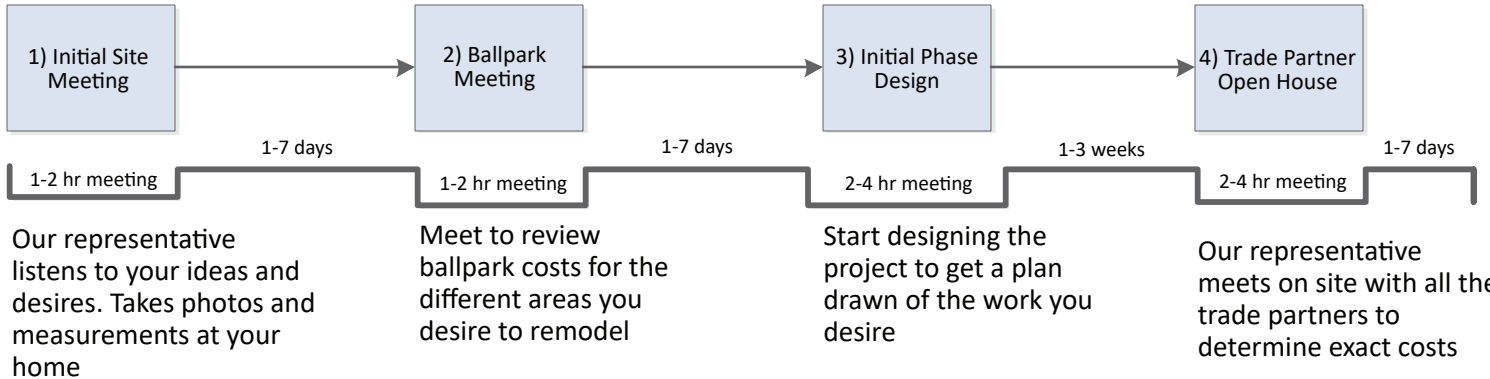 1) Initial Site
Meeting
2) Ballpark
Meeting
3) Initial Phase
Design
4) Trade Partner
Open House
1-7 days
1-7 days
1-3 weeks
1-7 days
1-2 hr meeting
1-2 hr meeting
2-4 hr meeting
2-4 hr meeting
Our representative
listens to your ideas and
desires. Takes photos and
measurements at your
home
Meet to review
ballpark costs for the
different areas you
desire to remodel
Start designing the
project to get a plan
drawn of the work you
desire
Our representative
meets on site with all the
trade partners to
determine exact costs